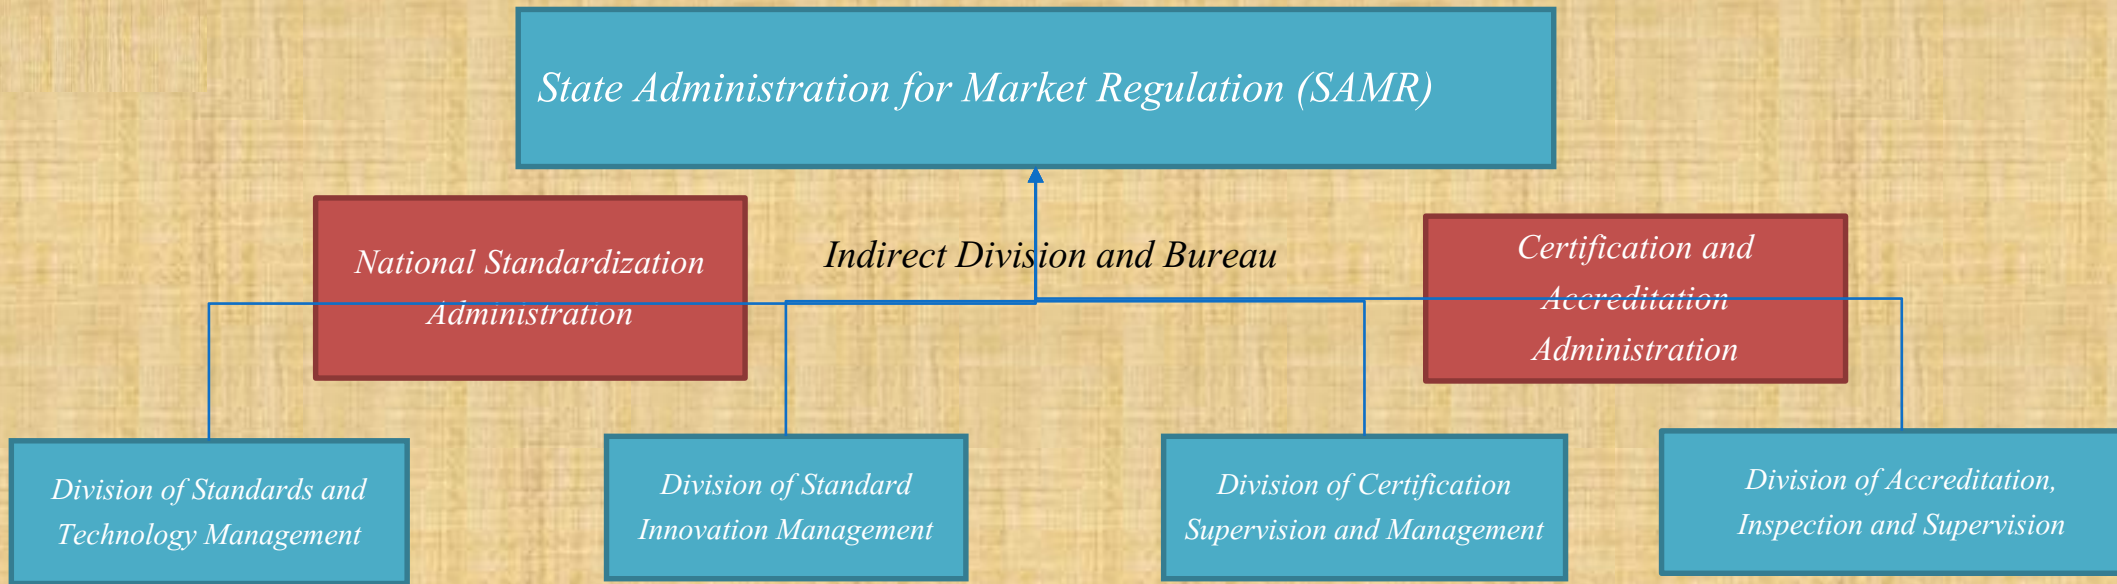 State Administration for Market Regulation (SAMR)
National Standardization
Administration
Indirect Division and Bureau
Certification and
Accreditation
Administration
Division of Standards and
Technology Management
Division of Standard
Innovation Management
Division of Certification
Supervision and Management
Division of Accreditation,
Inspection and Supervision